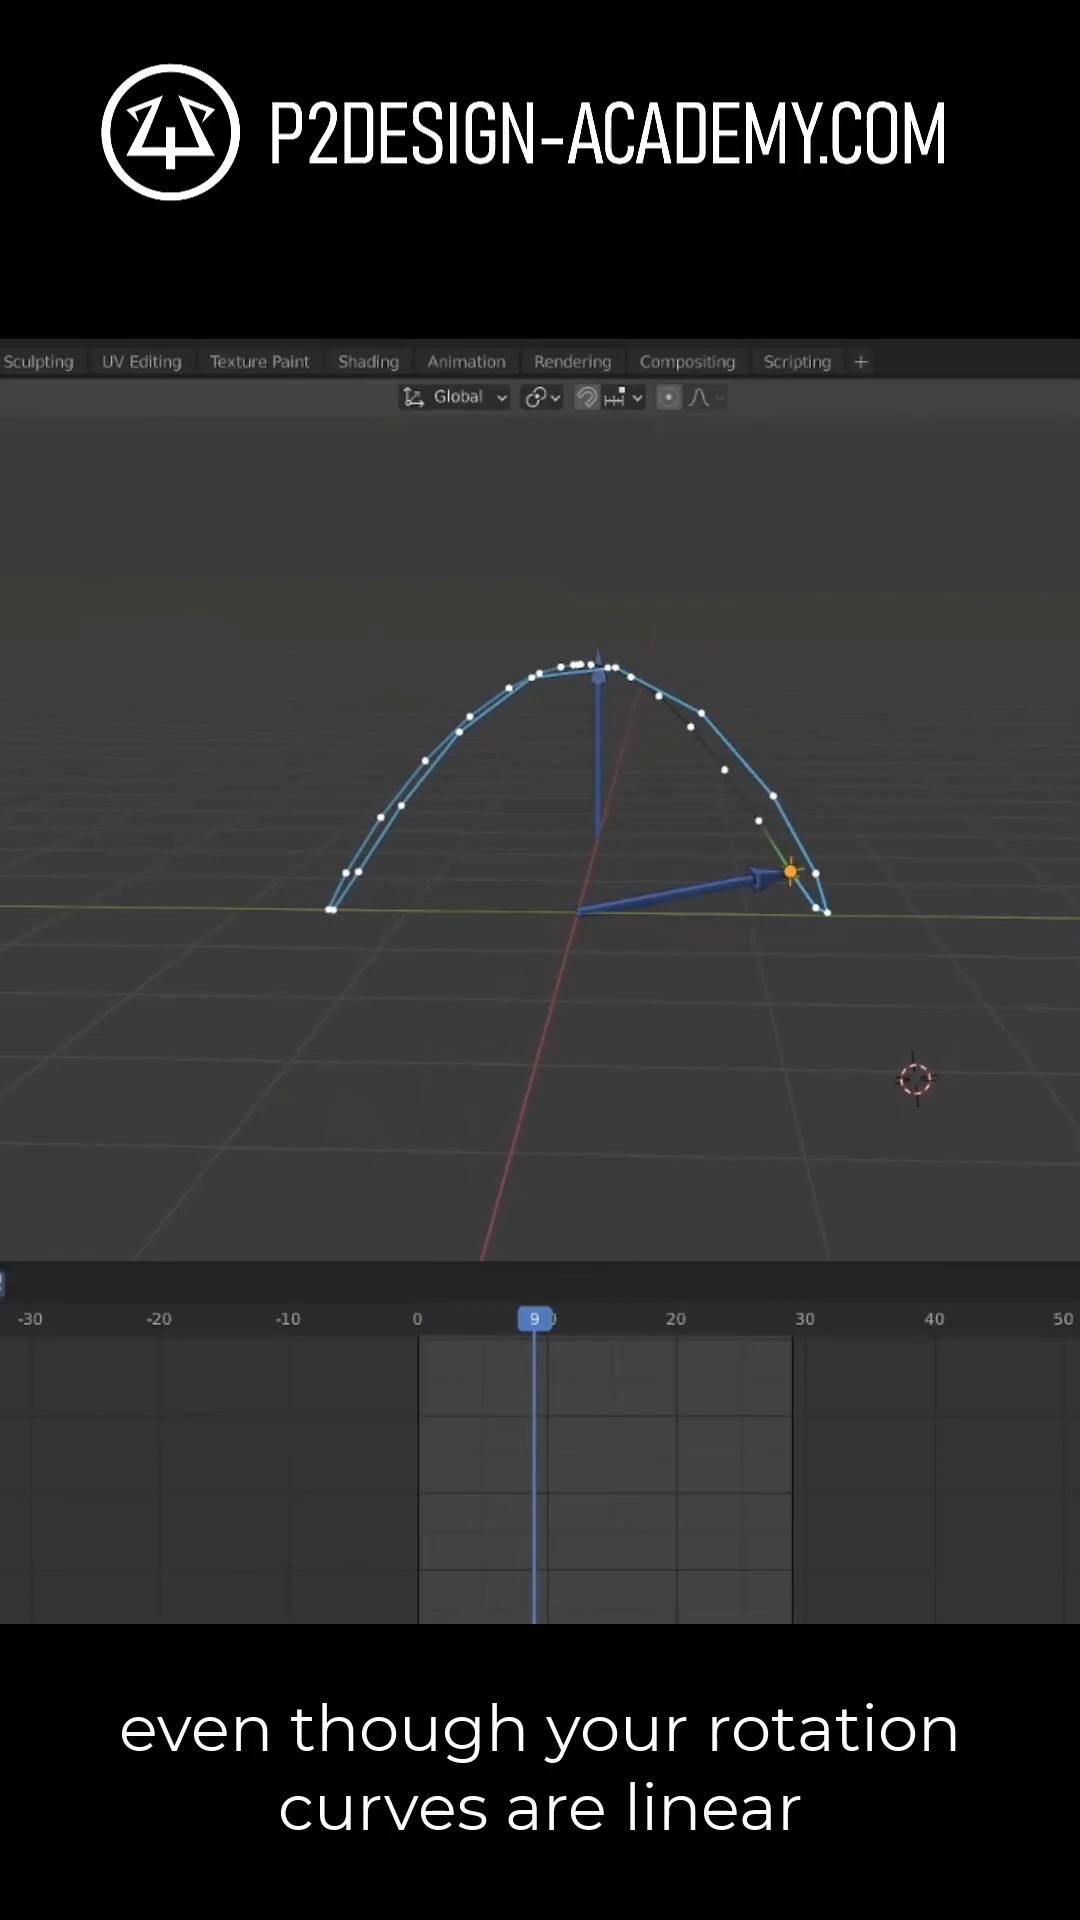 P2DESIGN-ACADEMY.COM
Sculpting UV Editing Texture Paint Shading Animation Rendering Compositing Scripting +
Global
-30 -20 -10 0 9 20 30 40 50
even though your rotation
curves are linear